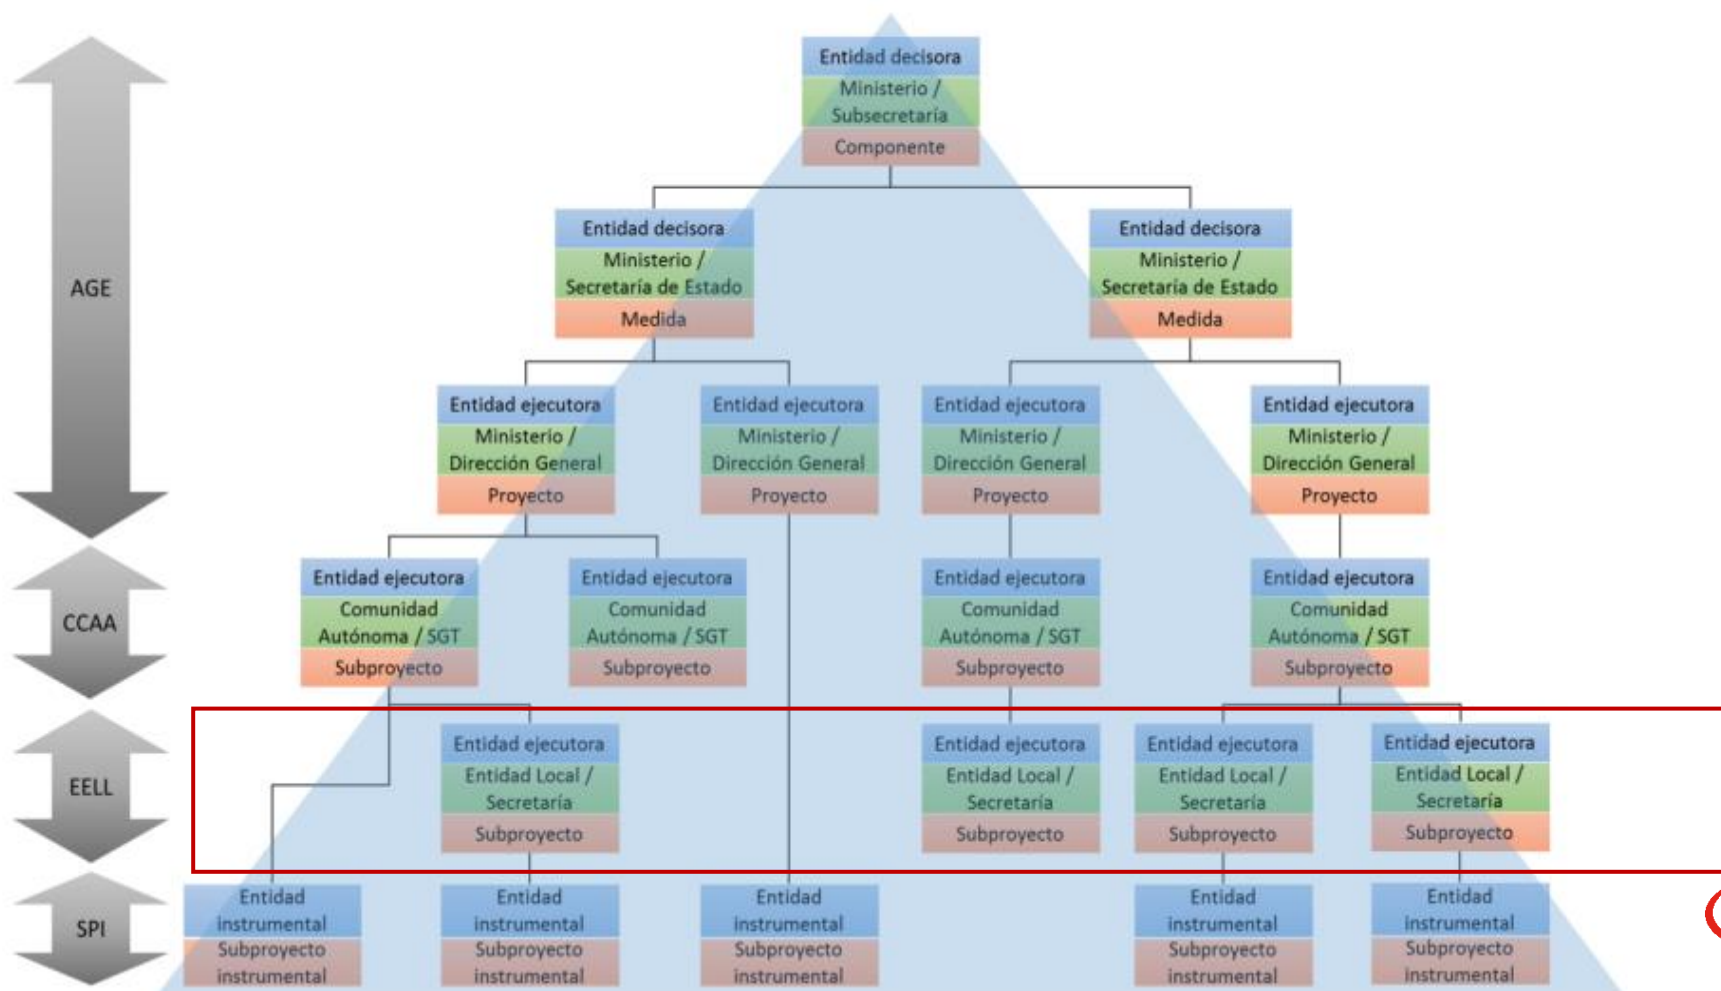 Entidad decisora
Ministerio /
Subsecretaría
Componente
Entidad decisora
Ministerio /
Secretaría de Estado
Medida
Entidad decisora
Ministerio /
Secretaría de Estado
Medida
AGE
Entidad ejecutora
Ministerio /
Dirección General
Proyecto
Entidad ejecutora
Ministerio /
Dirección General
Proyecto
Entidad ejecutora
Ministerio /
Dirección General
Proyecto
Entidad ejecutora
Ministerio /
Dirección General
Proyecto
CCAA
Entidad ejecutora
Comunidad
Autónoma / SGT
Subproyecto
Entidad ejecutora
Comunidad
Autónoma / SGT
Subproyecto
Entidad ejecutora
Comunidad
Autónoma / SGT
Subproyecto
Entidad ejecutora
Comunidad
Autónoma / SGT
Subproyecto
EELL
Entidad ejecutora
Entidad Local /
Secretaría
Subproyecto
Entidad ejecutora
Entidad Local /
Secretaría
Subproyecto
Entidad ejecutora
Entidad Local /
Secretaría
Subproyecto
Entidad ejecutora
Entidad Local /
Secretaría
Subproyecto
SPI
Entidad
instrumental
Subproyecto
instrumental
Entidad
instrumental
Subproyecto
instrumental
Entidad
instrumental
Subproyecto
instrumental
Entidad
instrumental
Subproyecto
instrumental
Entidad
instrumental
Subproyecto
instrumental